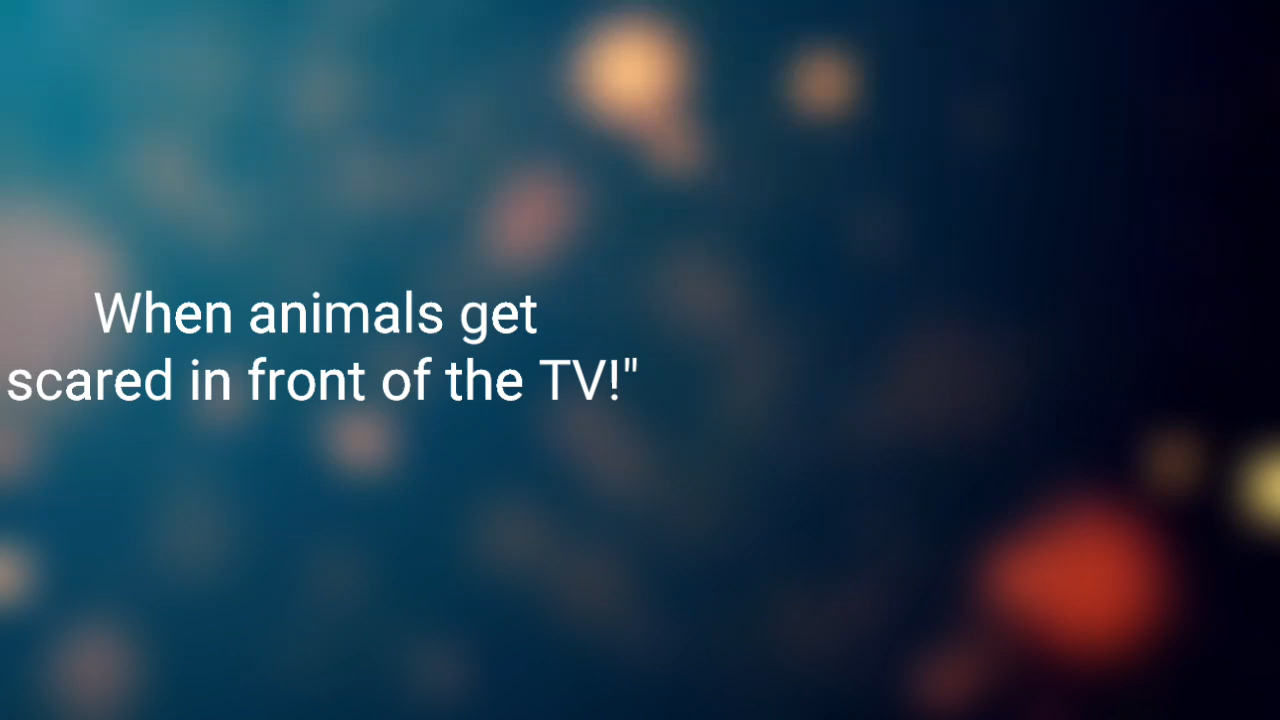 When animals get
scared in front of the TV!"